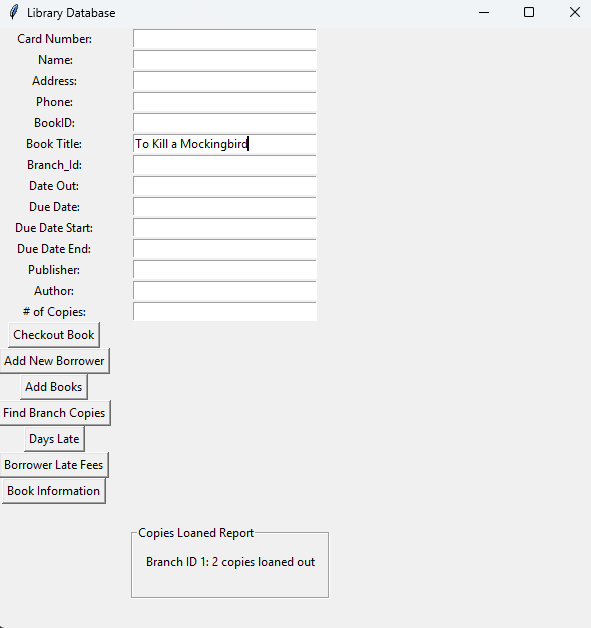 Library Database
Card Number:
Name:
Address:
Phone:
BookID:
Book Title: To Kill a Mockingbird
Branch_Id:
Date Out:
Due Date:
Due Date Start:
Due Date End:
Publisher:
Author:
# of Copies:
Checkout Book
Add New Borrower
Add Books
Find Branch Copies
Days Late
Borrower Late Fees
Book Information
Copies Loaned Report
Branch ID 1: 2 copies loaned out